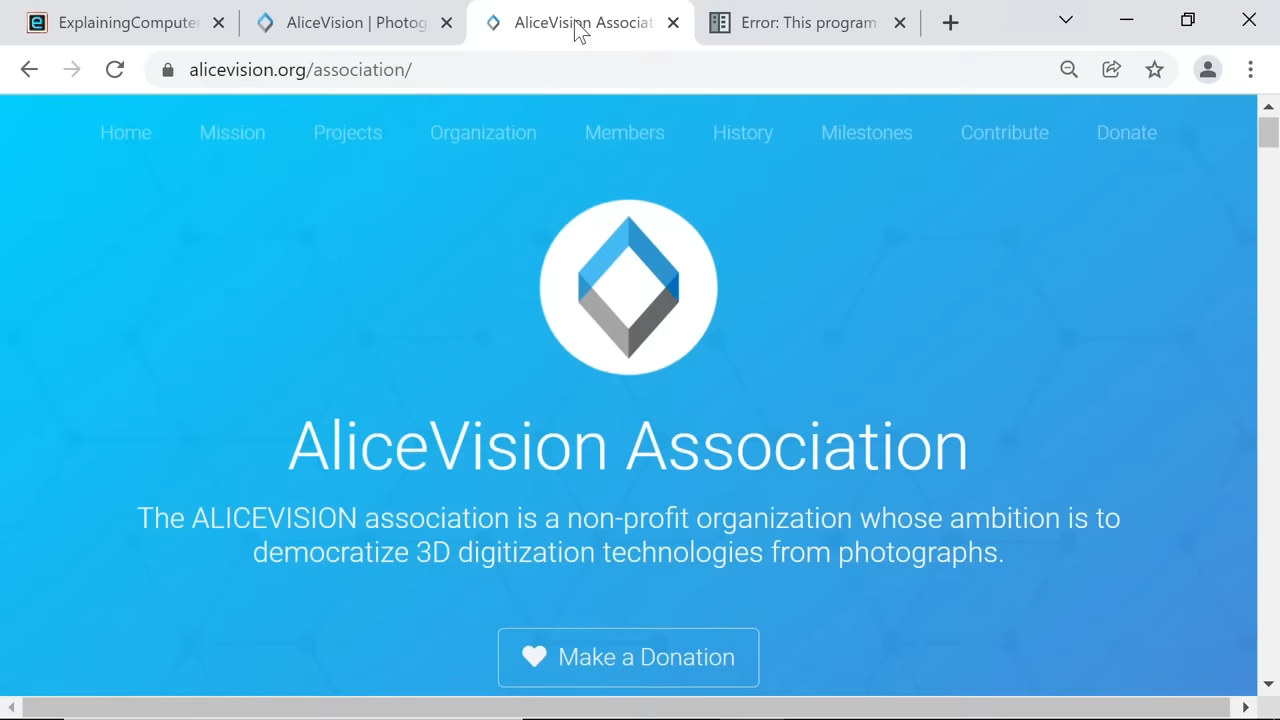 ExplainingComputer
AliceVision | Photog
AliceVision Associat
Error: This program
alicevision.org/association/
Home
Mission
Projects
Organization
Members
History
Milestones
Contribute
Donate
AliceVision Association
The ALICEVISION association is a non-profit organization whose ambition is to
democratize 3D digitization technologies from photographs.
Make a Donation